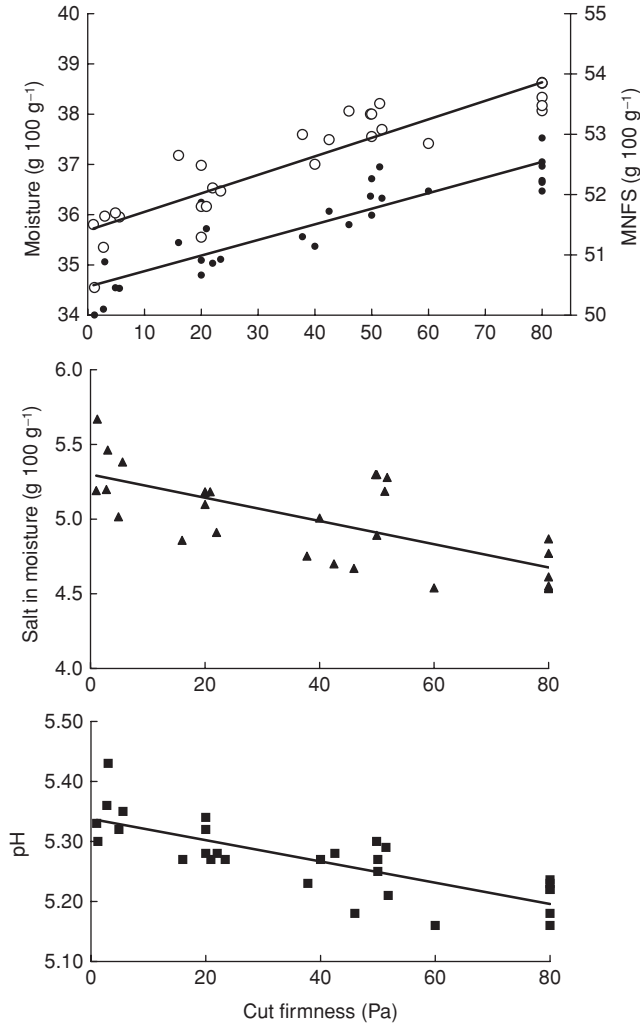 40
39
38
37
36
35
34
Moisture (g 100 g⁻¹)
55
54
53
52
51
50
MNFS (g 100 g⁻¹)
0 10 20 30 40 50 60 70 80
6.0
5.5
5.0
4.5
4.0
Salt in moisture (g 100 g⁻¹)
0 20 40 60 80
5.50
5.40
5.30
5.20
5.10
pH
0 20 40 60 80
Cut firmness (Pa)